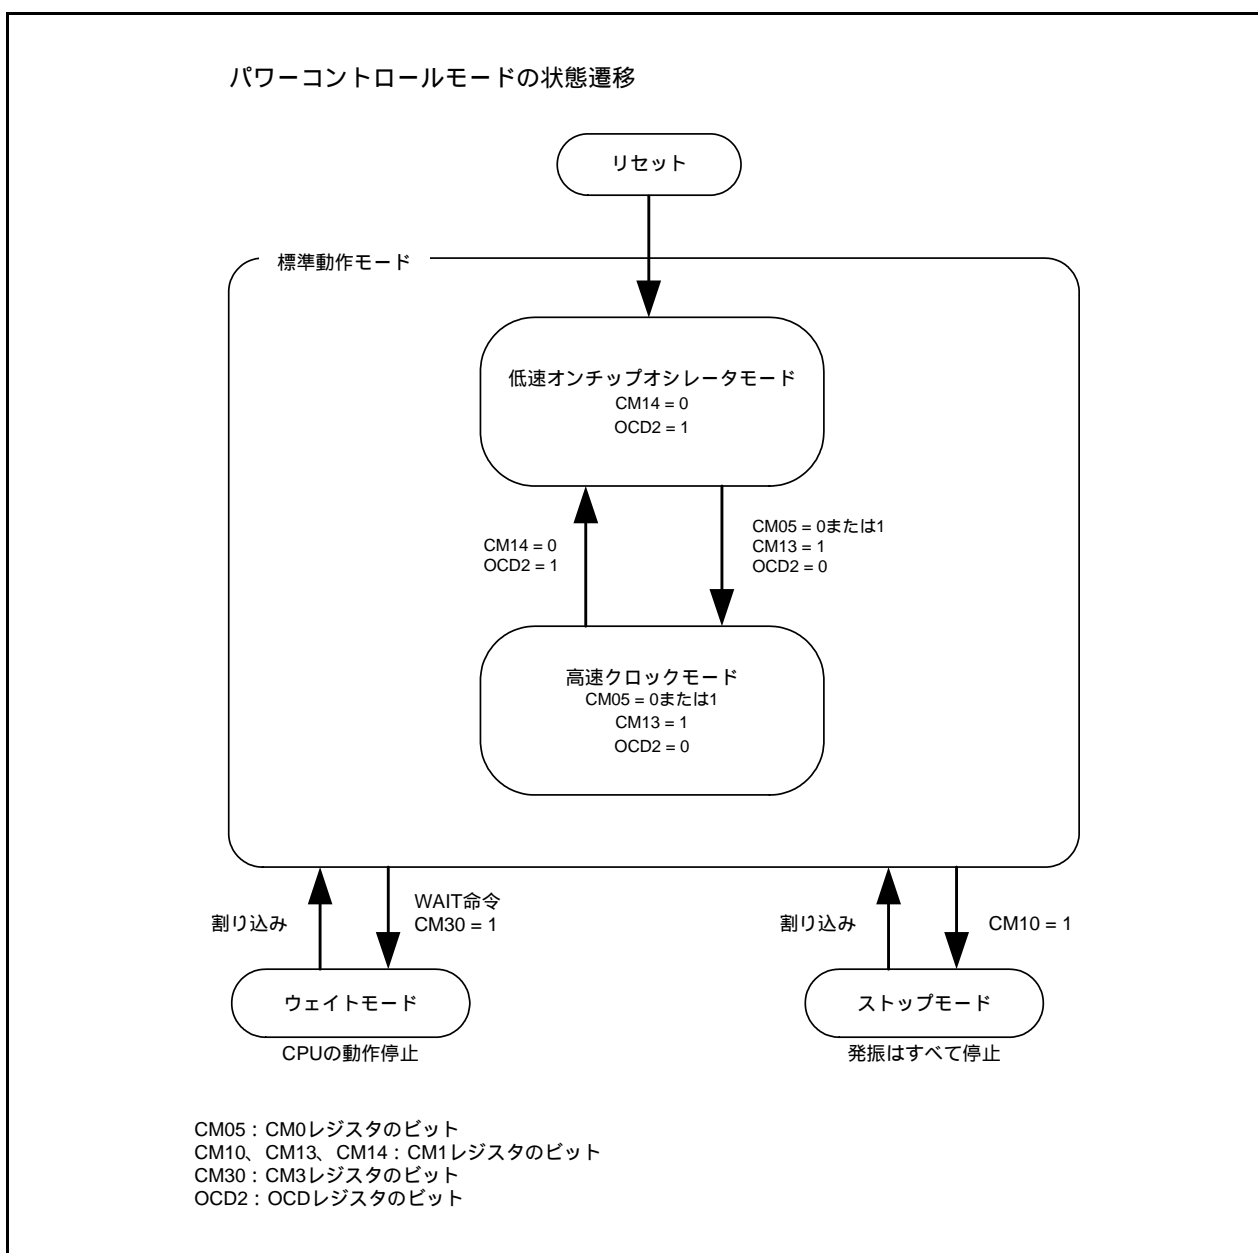 パワーコントロールモードの状態遷移
リセット
標準動作モード
低速オンチップオシレータモード
CM14 = 0
OCD2 = 1
CM14 = 0
OCD2 = 1
CM05 = 0または1
CM13 = 1
OCD2 = 0
高速クロックモード
CM05 = 0または1
CM13 = 1
OCD2 = 0
割り込み
WAIT命令
CM30 = 1
割り込み
CM10 = 1
ウェイトモード
CPUの動作停止
ストップモード
発振はすべて停止
CM05：CM0レジスタのビット
CM10、CM13、CM14：CM1レジスタのビット
CM30：CM3レジスタのビット
OCD2：OCDレジスタのビット